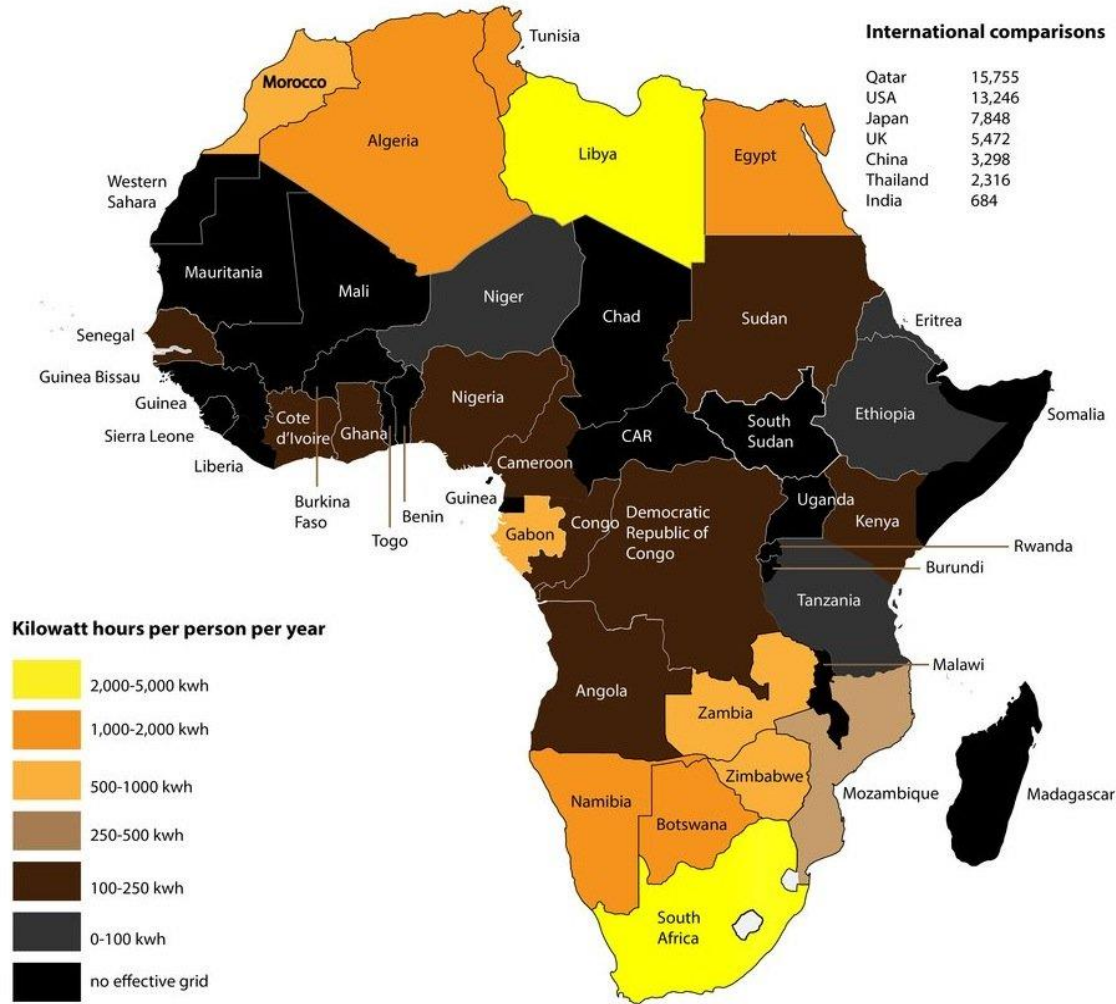 International comparisons
Qatar 15,755
USA 13,246
Japan 7,848
UK 5,472
China 3,298
Thailand 2,316
India 684
Tunisia
Morocco
Algeria
Libya
Egypt
Western
Sahara
Mauritania
Mali
Niger
Chad
Sudan
Eritrea
Senegal
Guinea Bissau
Guinea
Sierra Leone
Liberia
Cote
d'Ivoire
Ghana
Nigeria
Burkina
Faso
Togo
Benin
Cameroon
CAR
South
Sudan
Ethiopia
Somalia
Guinea
Gabon
Congo
Democratic
Republic of
Congo
Uganda
Kenya
Rwanda
Burundi
Tanzania
Malawi
Angola
Zambia
Zimbabwe
Mozambique
Madagascar
Namibia
Botswana
South
Africa
Kilowatt hours per person per year
2,000-5,000 kwh
1,000-2,000 kwh
500-1000 kwh
250-500 kwh
100-250 kwh
0-100 kwh
no effective grid